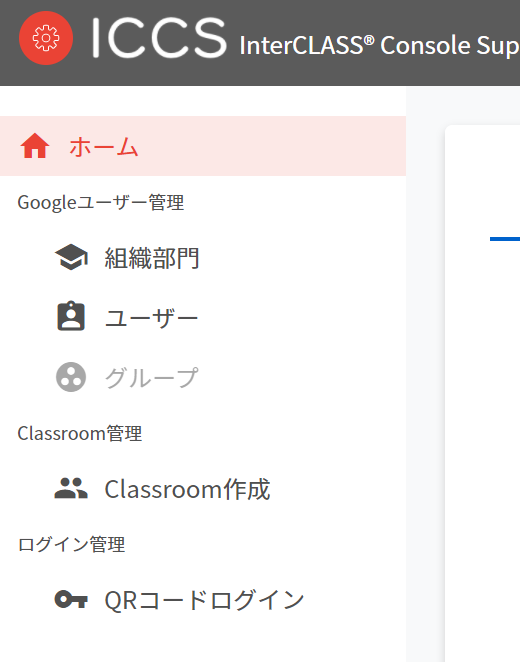 ICCS InterCLASS® Console Sup
ホーム
Googleユーザー管理
組織部門
ユーザー
グループ
Classroom管理
Classroom作成
ログイン管理
QRコードログイン